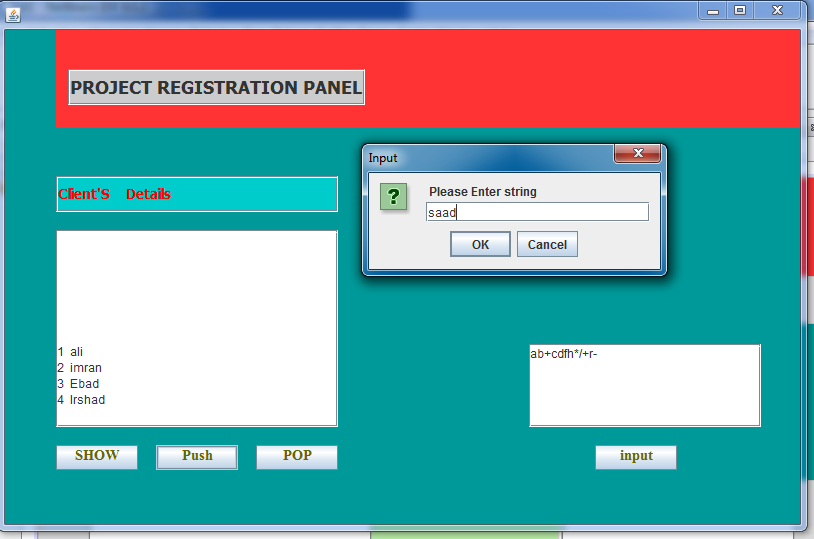 PROJECT REGISTRATION PANEL
Input
Please Enter string
?
saad
OK Cancel
Client'S Details
1 ali
2 imran
3 Ebad
4 Irshad
ab+cdfh*/+r-
SHOW Push POP input